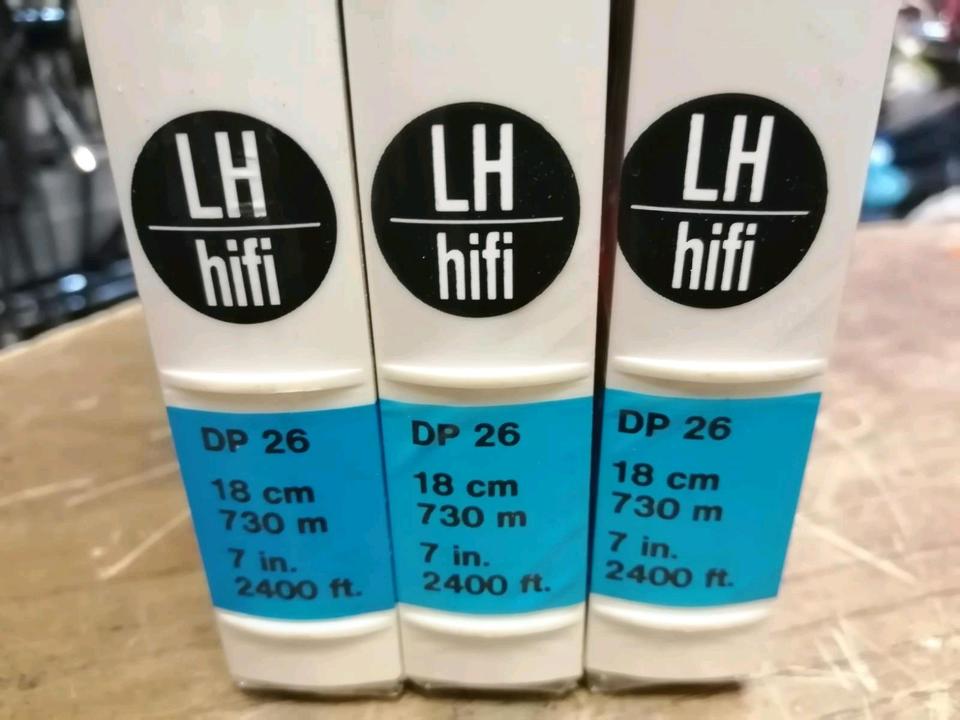 LH
hifi
DP 26
18 cm
730 m
7 in.
2400 ft.
LH
hifi
DP 26
18 cm
730 m
7 in.
2400 ft.
LH
hifi
DP 26
18 cm
730 m
7 in.
2400 ft.